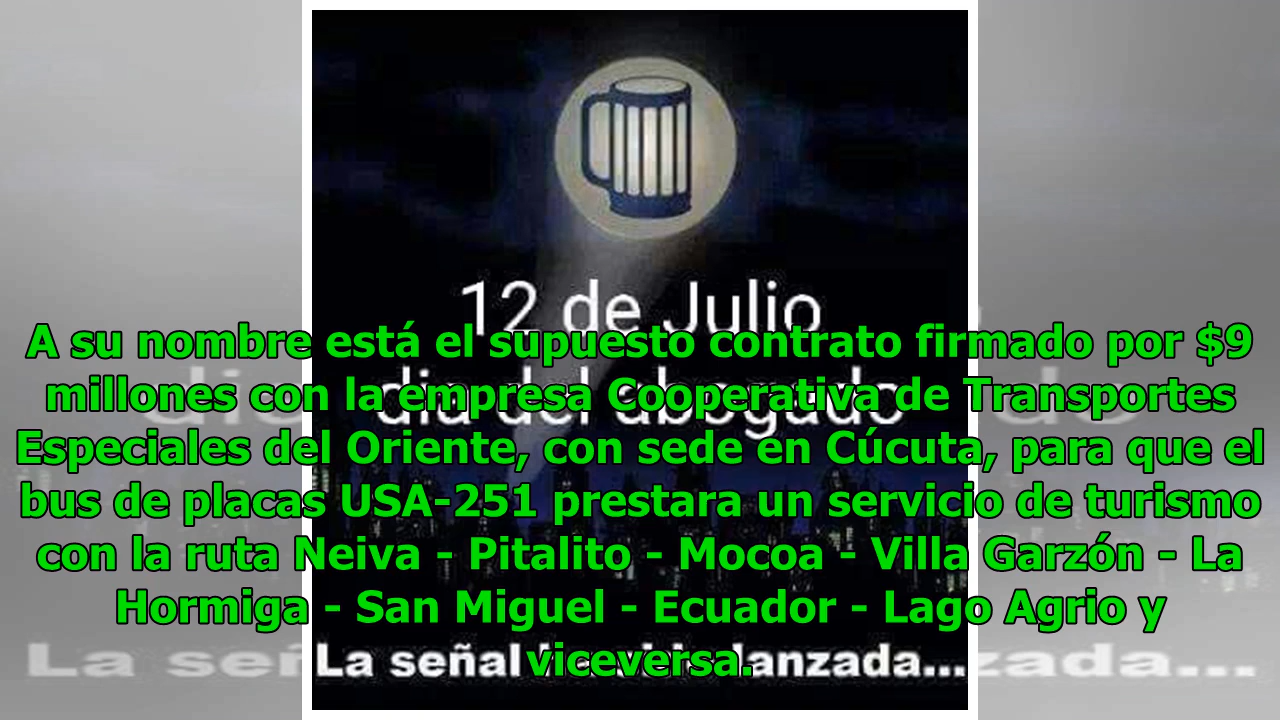 12 de Julio
A su nombre está el supuesto contrato firmado por $9
millones con la empresa Cooperativa de Transportes
dia del abogado
Especiales del Oriente, con sede en Cúcuta, para que el
bus de placas USA-251 prestara un servicio de turismo
con la ruta Neiva - Pitalito - Mocoa - Villa Garzón - La
Hormiga - San Miguel - Ecuador - Lago Agrio y
viceversa.
La señal lanzada...